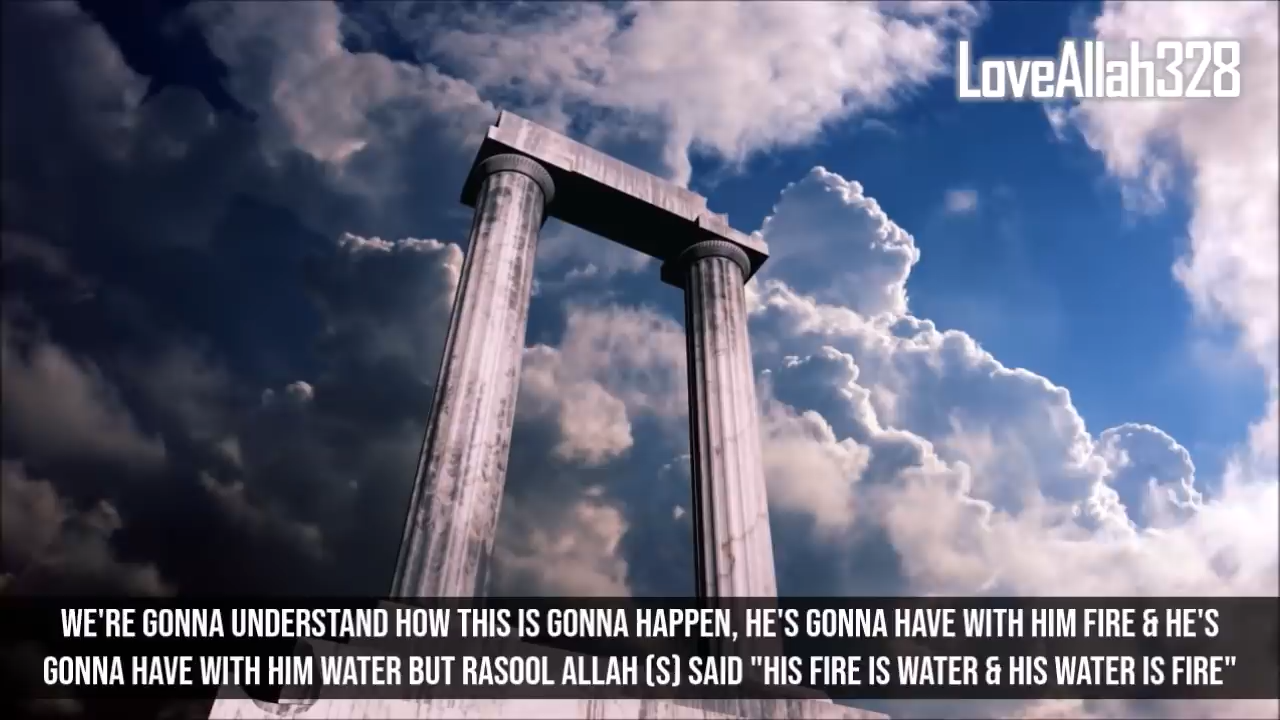 LoveAllah328
WE'RE GONNA UNDERSTAND HOW THIS IS GONNA HAPPEN, HE'S GONNA HAVE WITH HIM FIRE & HE'S
GONNA HAVE WITH HIM WATER BUT RASOOL ALLAH (S) SAID "HIS FIRE IS WATER & HIS WATER IS FIRE"